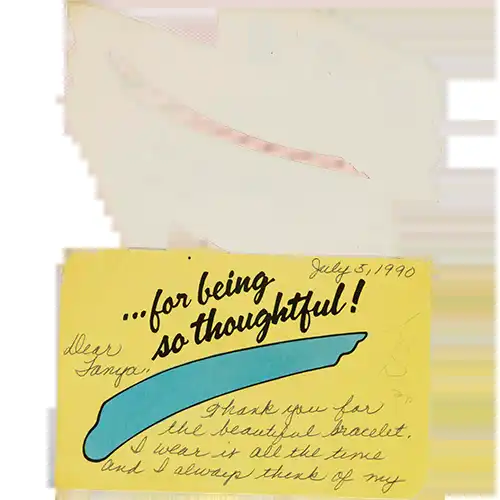 July 5, 1990
...for being
so thoughtful!
Dear
Tanya,
Thank you for
the beautiful bracelet.
I wear it all the time
and I always think of my